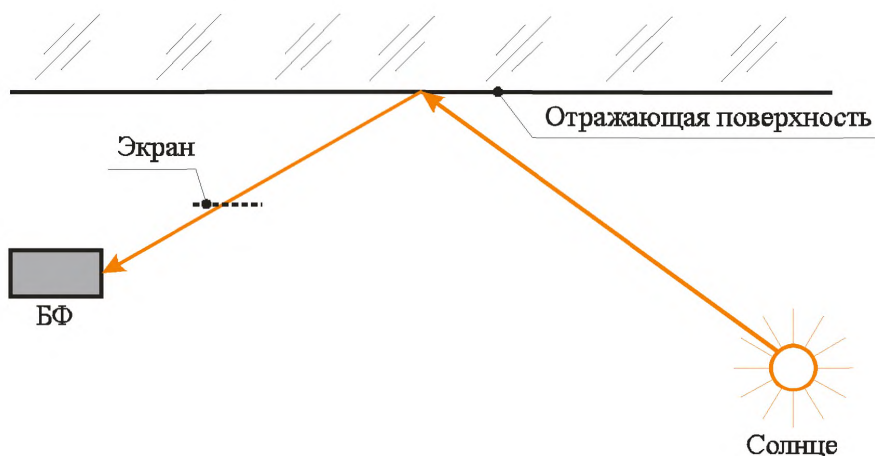 Отражающая поверхность
Экран
БФ
Солнце